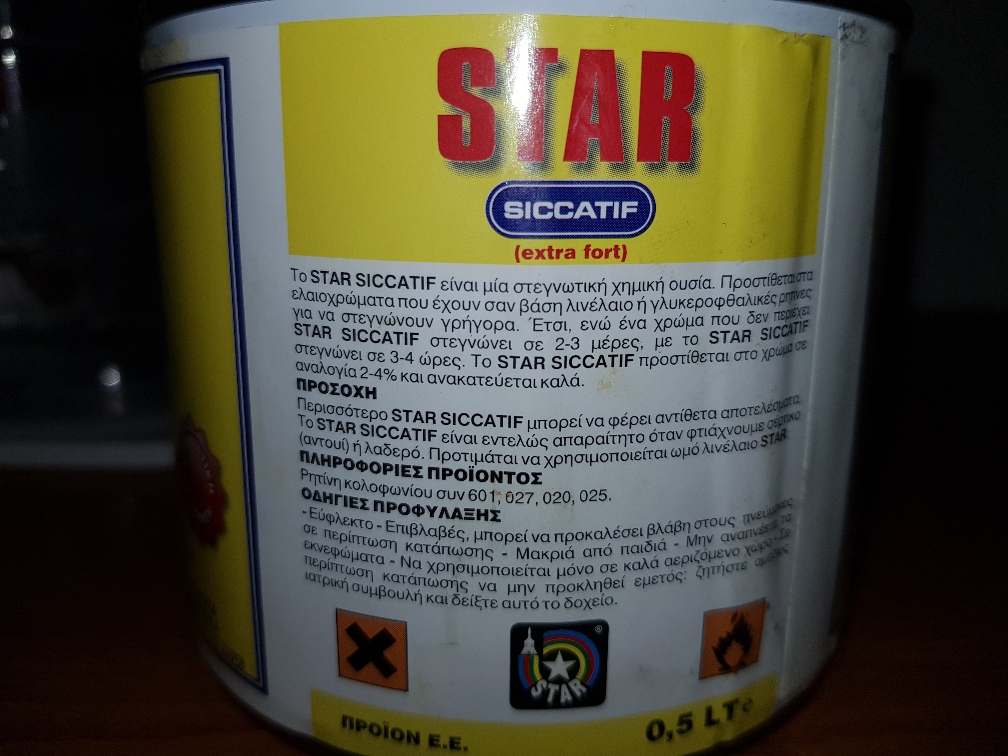 STAR
SICCATIF
(extra fort)
Το STAR SICCATIF είναι μία στεγνωτική χημική ουσία. Προστίθεται στα
ελαιοχρώματα που έχουν σαν βάση λινέλαιο ή γλυκεροφθαλικές ρητίνες
για να στεγνώνουν γρήγορα. Έτσι, ενώ ένα χρώμα που δεν περιέχει
STAR SICCATIF στεγνώνει σε 2-3 μέρες, με το STAR SICCATIF
στεγνώνει σε 3-4 ώρες. Το STAR SICCATIF προστίθεται στο χρώμα σε
αναλογία 2-4% και ανακατεύεται καλά.
ΠΡΟΣΟΧΗ
Περισσότερο STAR SICCATIF μπορεί να φέρει αντίθετα αποτελέσματα.
Το STAR SICCATIF είναι εντελώς απαραίτητο όταν φτιάχνουμε σέρτικο
(αντουί) ή λαδερό. Προτιμάται να χρησιμοποιείται ωμό λινέλαιο STAR.
ΠΛΗΡΟΦΟΡΙΕΣ ΠΡΟΪΟΝΤΟΣ
Ρητίνη κολοφωνίου συν 601, 027, 020, 025.
ΟΔΗΓΙΕΣ ΠΡΟΦΥΛΑΞΗΣ
-Εύφλεκτο - Επιβλαβές, μπορεί να προκαλέσει βλάβη στους πνεύμονες
σε περίπτωση κατάποσης - Μακριά από παιδιά - Μην αναπνέετε τα
εκνεφώματα - Να χρησιμοποιείται μόνο σε καλά αεριζόμενο χώρο - Σε
περίπτωση κατάποσης να μην προκληθεί εμετός: ζητήστε αμέσως
ιατρική συμβουλή και δείξτε αυτό το δοχείο.
®
STAR
ΠΡΟΪΟΝ Ε.Ε.
0,5 LT e